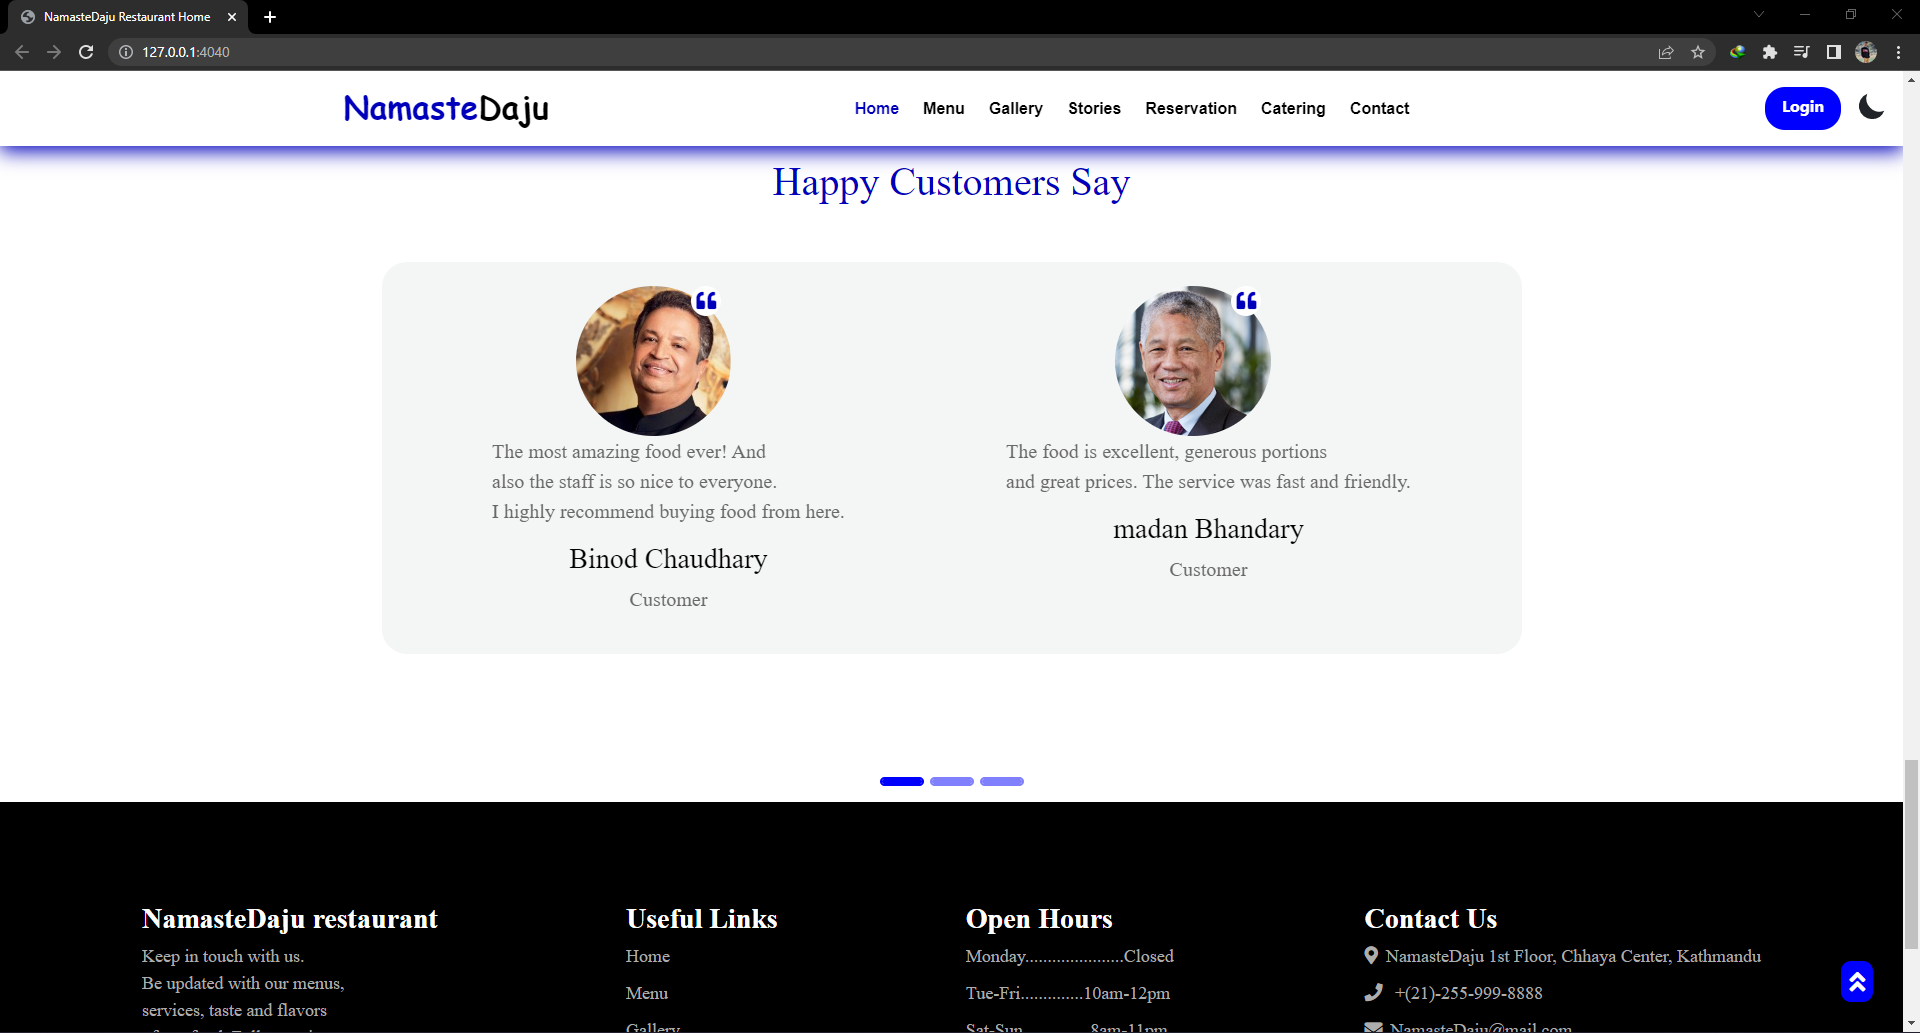 NamasteDaju Restaurant Home
127.0.0.1:4040
NamasteDaju
Home Menu Gallery Stories Reservation Catering Contact
Login
Happy Customers Say
The most amazing food ever! And
also the staff is so nice to everyone.
I highly recommend buying food from here.
Binod Chaudhary
Customer
The food is excellent, generous portions
and great prices. The service was fast and friendly.
madan Bhandary
Customer
NamasteDaju restaurant
Keep in touch with us.
Be updated with our menus,
services, taste and flavors
Useful Links
Home
Menu
Gallery
Open Hours
Monday......................Closed
Tue-Fri..............10am-12pm
Sat-Sun...............8am-11pm
Contact Us
NamasteDaju 1st Floor, Chhaya Center, Kathmandu
+(21)-255-999-8888
NamasteDaju@mail.com